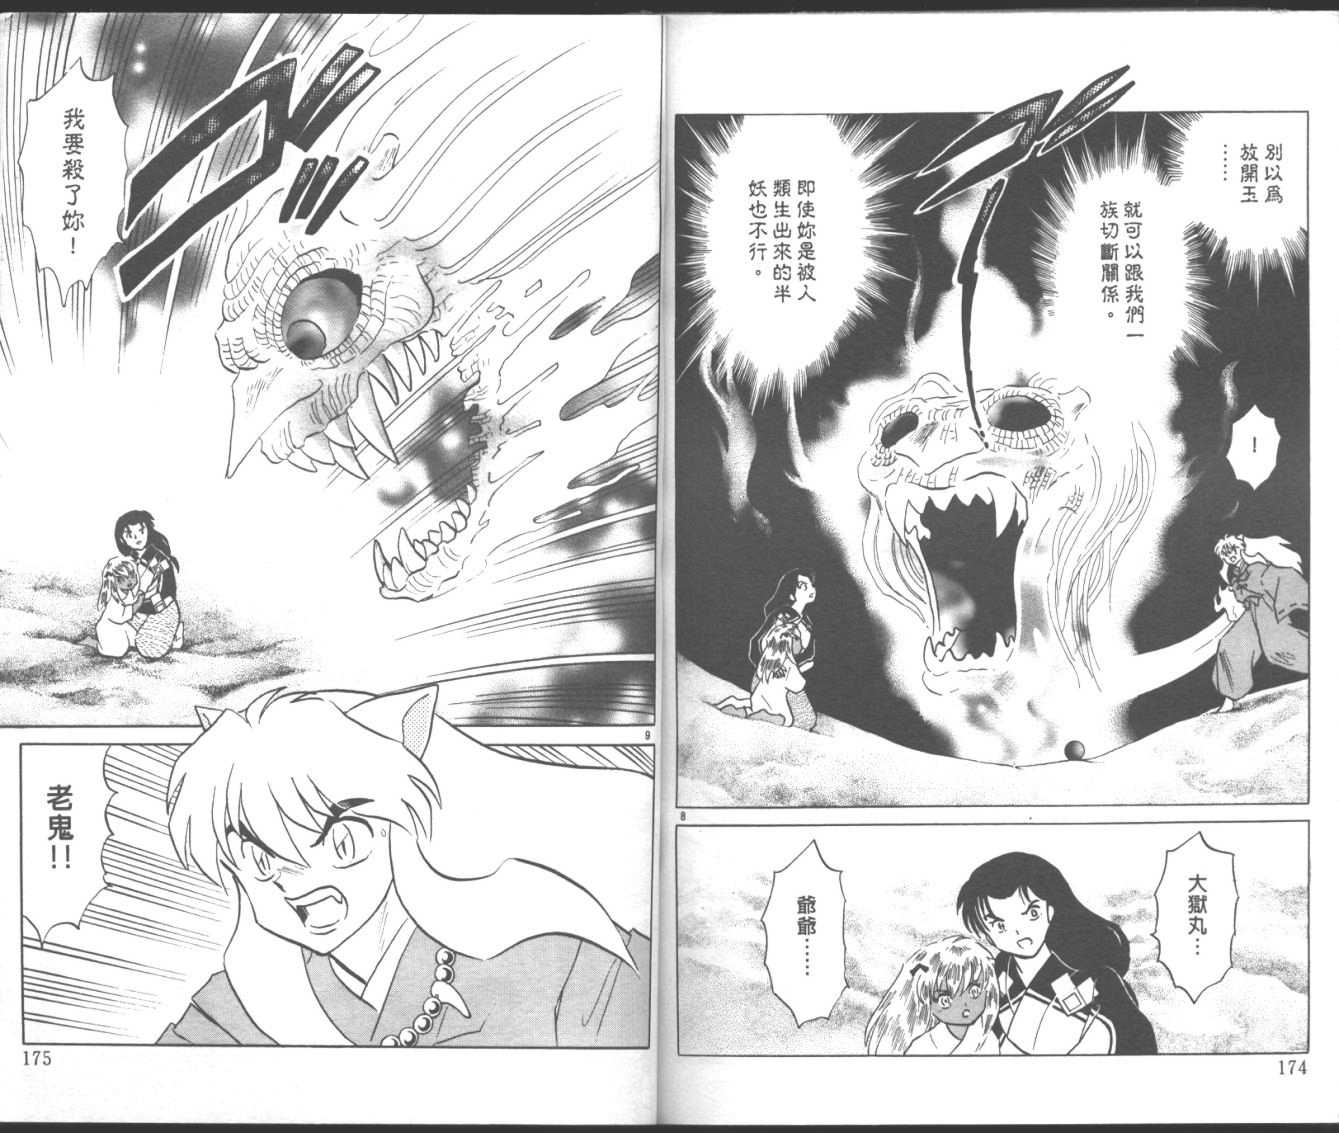 別以為
放開玉
……
就可以跟我們一
族切斷關係。
即使妳是被人
類生出來的半
妖也不行。
！
8
大獄丸…
爺爺……
174
我要殺了妳！
9
老鬼!!
175